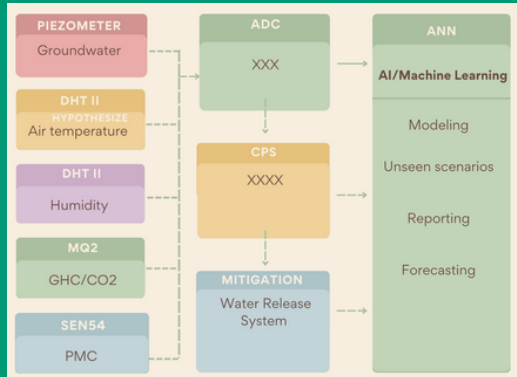 PIEZOMETER
Groundwater
DHT II
HYPOTHESIZE
Air temperature
DHT II
Humidity
MQ2
GHC/CO2
SEN54
PMC
ADC
XXX
CPS
XXXX
MITIGATION
Water Release
System
ANN
AI/Machine Learning
Modeling
Unseen scenarios
Reporting
Forecasting